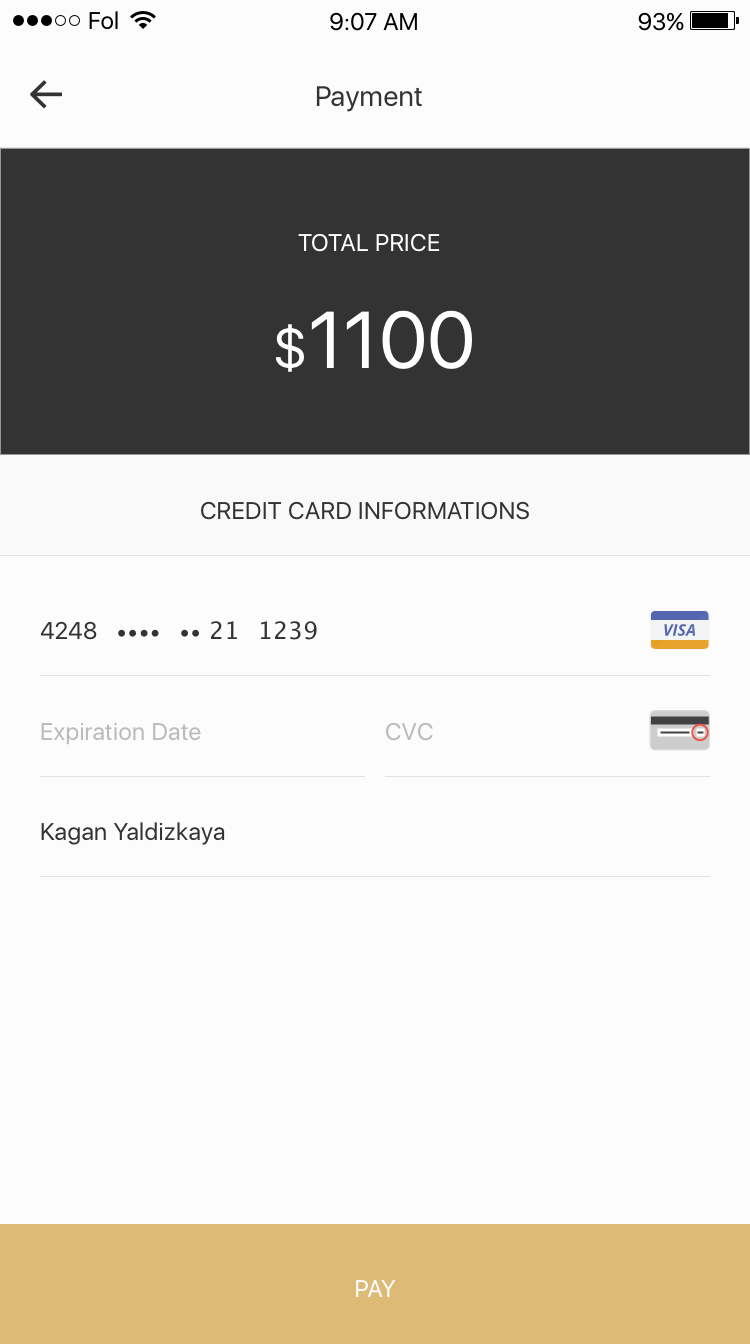 Fol 9:07 AM 93%
Payment
TOTAL PRICE
$1100
CREDIT CARD INFORMATIONS
4248 •••• ••21 1239 VISA
Expiration Date CVC
Kagan Yaldizkaya
PAY